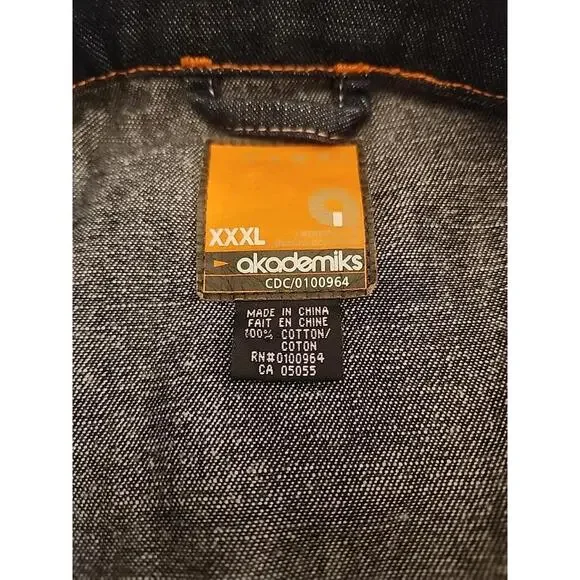 XXXL
akademiks
CDC/0100964
MADE IN CHINA
FAIT EN CHINE
100% COTTON/
COTON
RN#0100964
CA 05055